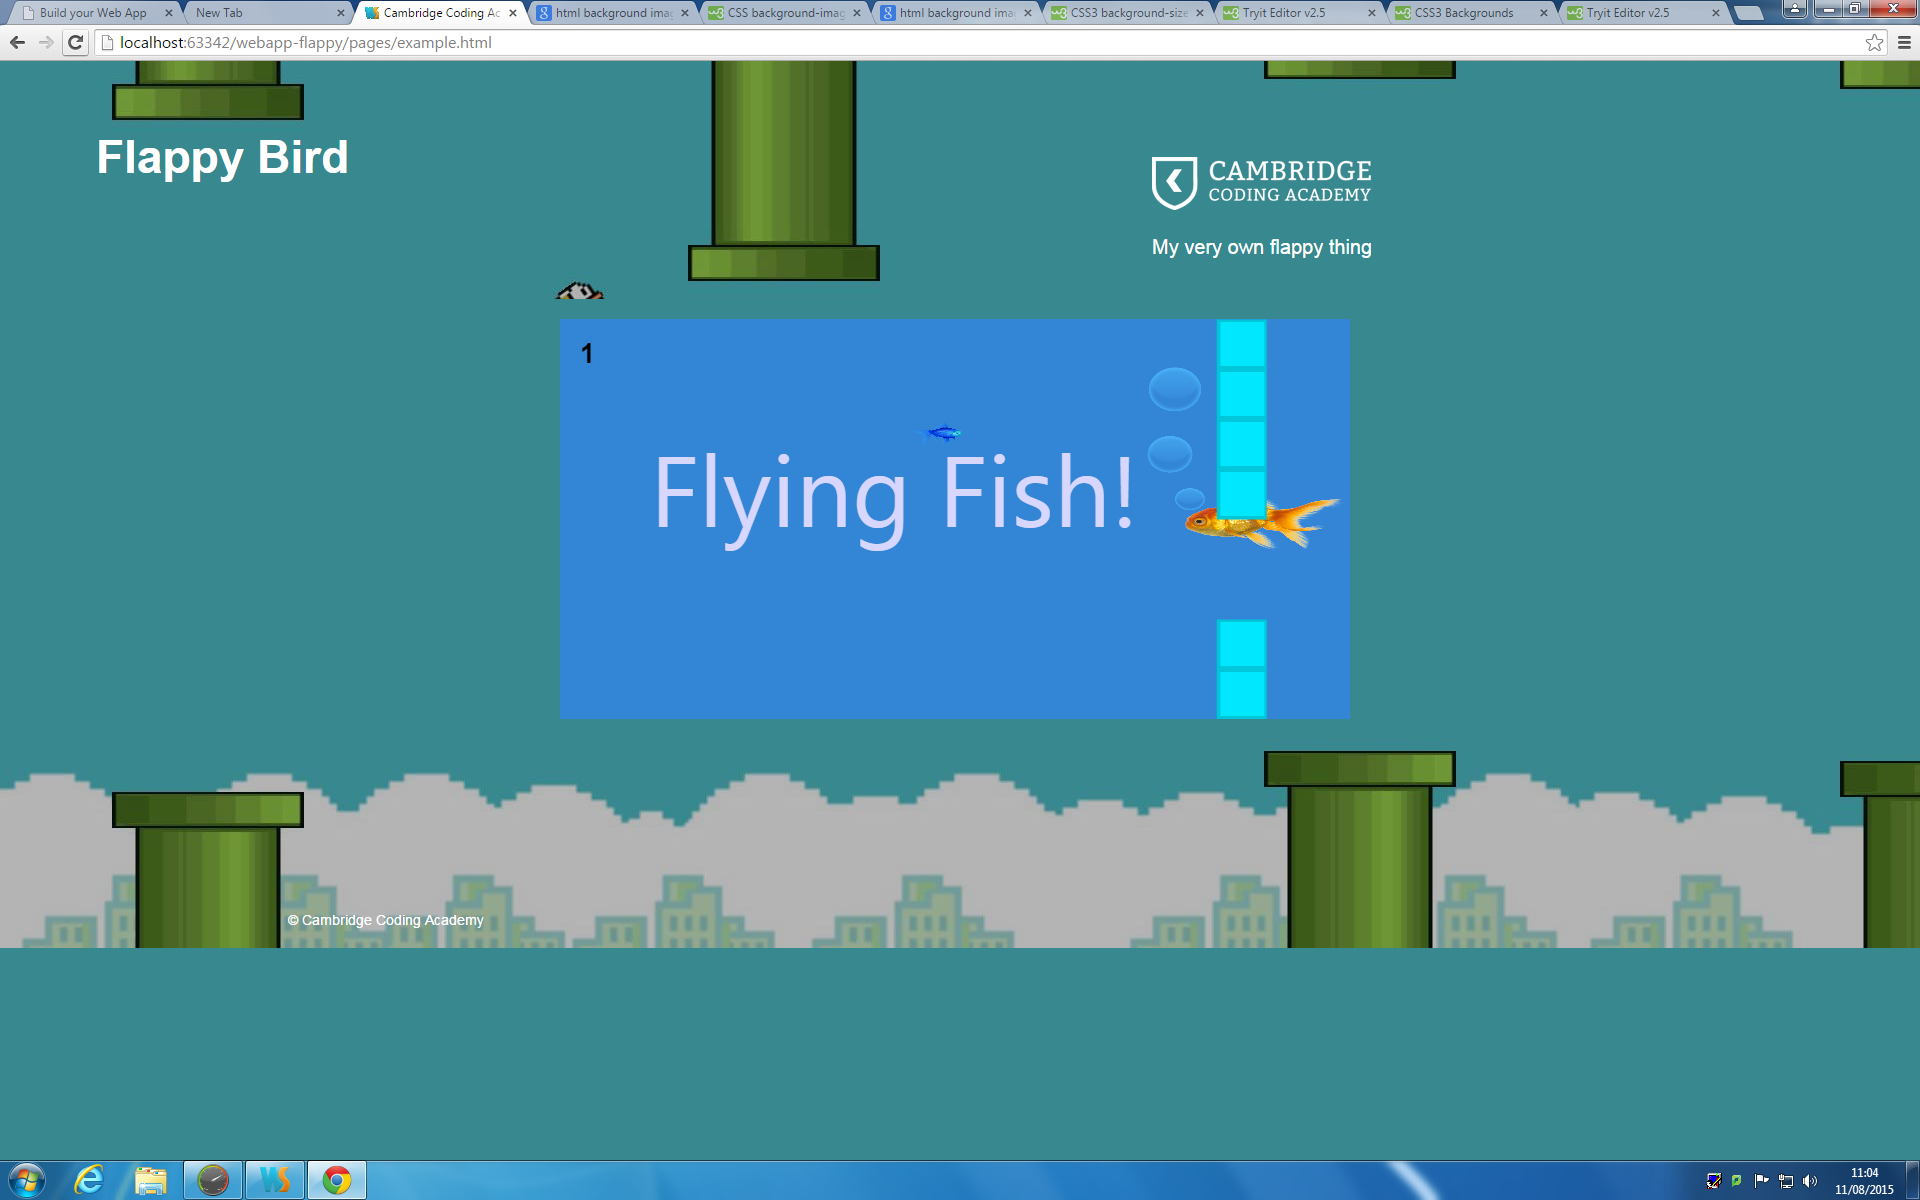 Build your Web App
New Tab
Cambridge Coding Ac
html background imag
CSS background-imag
html background imag
CSS3 background-size
Tryit Editor v2.5
CSS3 Backgrounds
Tryit Editor v2.5
localhost:63342/webapp-flappy/pages/example.html
Flappy Bird
CAMBRIDGE
CODING ACADEMY
My very own flappy thing
1
Flying Fish!
© Cambridge Coding Academy
11:04
11/08/2015